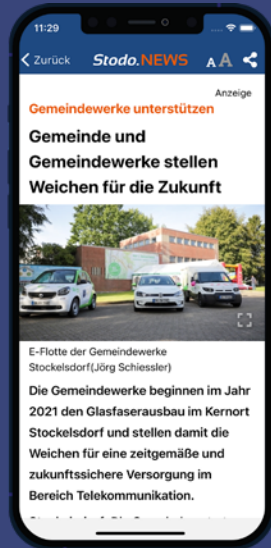 11:29
Zurück Stodo.NEWS AA
Anzeige
Gemeindewerke unterstützen
Gemeinde und
Gemeindewerke stellen
Weichen für die Zukunft
E-Flotte der Gemeindewerke
Stockelsdorf(Jörg Schiessler)
Die Gemeindewerke beginnen im Jahr
2021 den Glasfaserausbau im Kernort
Stockelsdorf und stellen damit die
Weichen für eine zeitgemäße und
zukunftssichere Versorgung im
Bereich Telekommunikation.